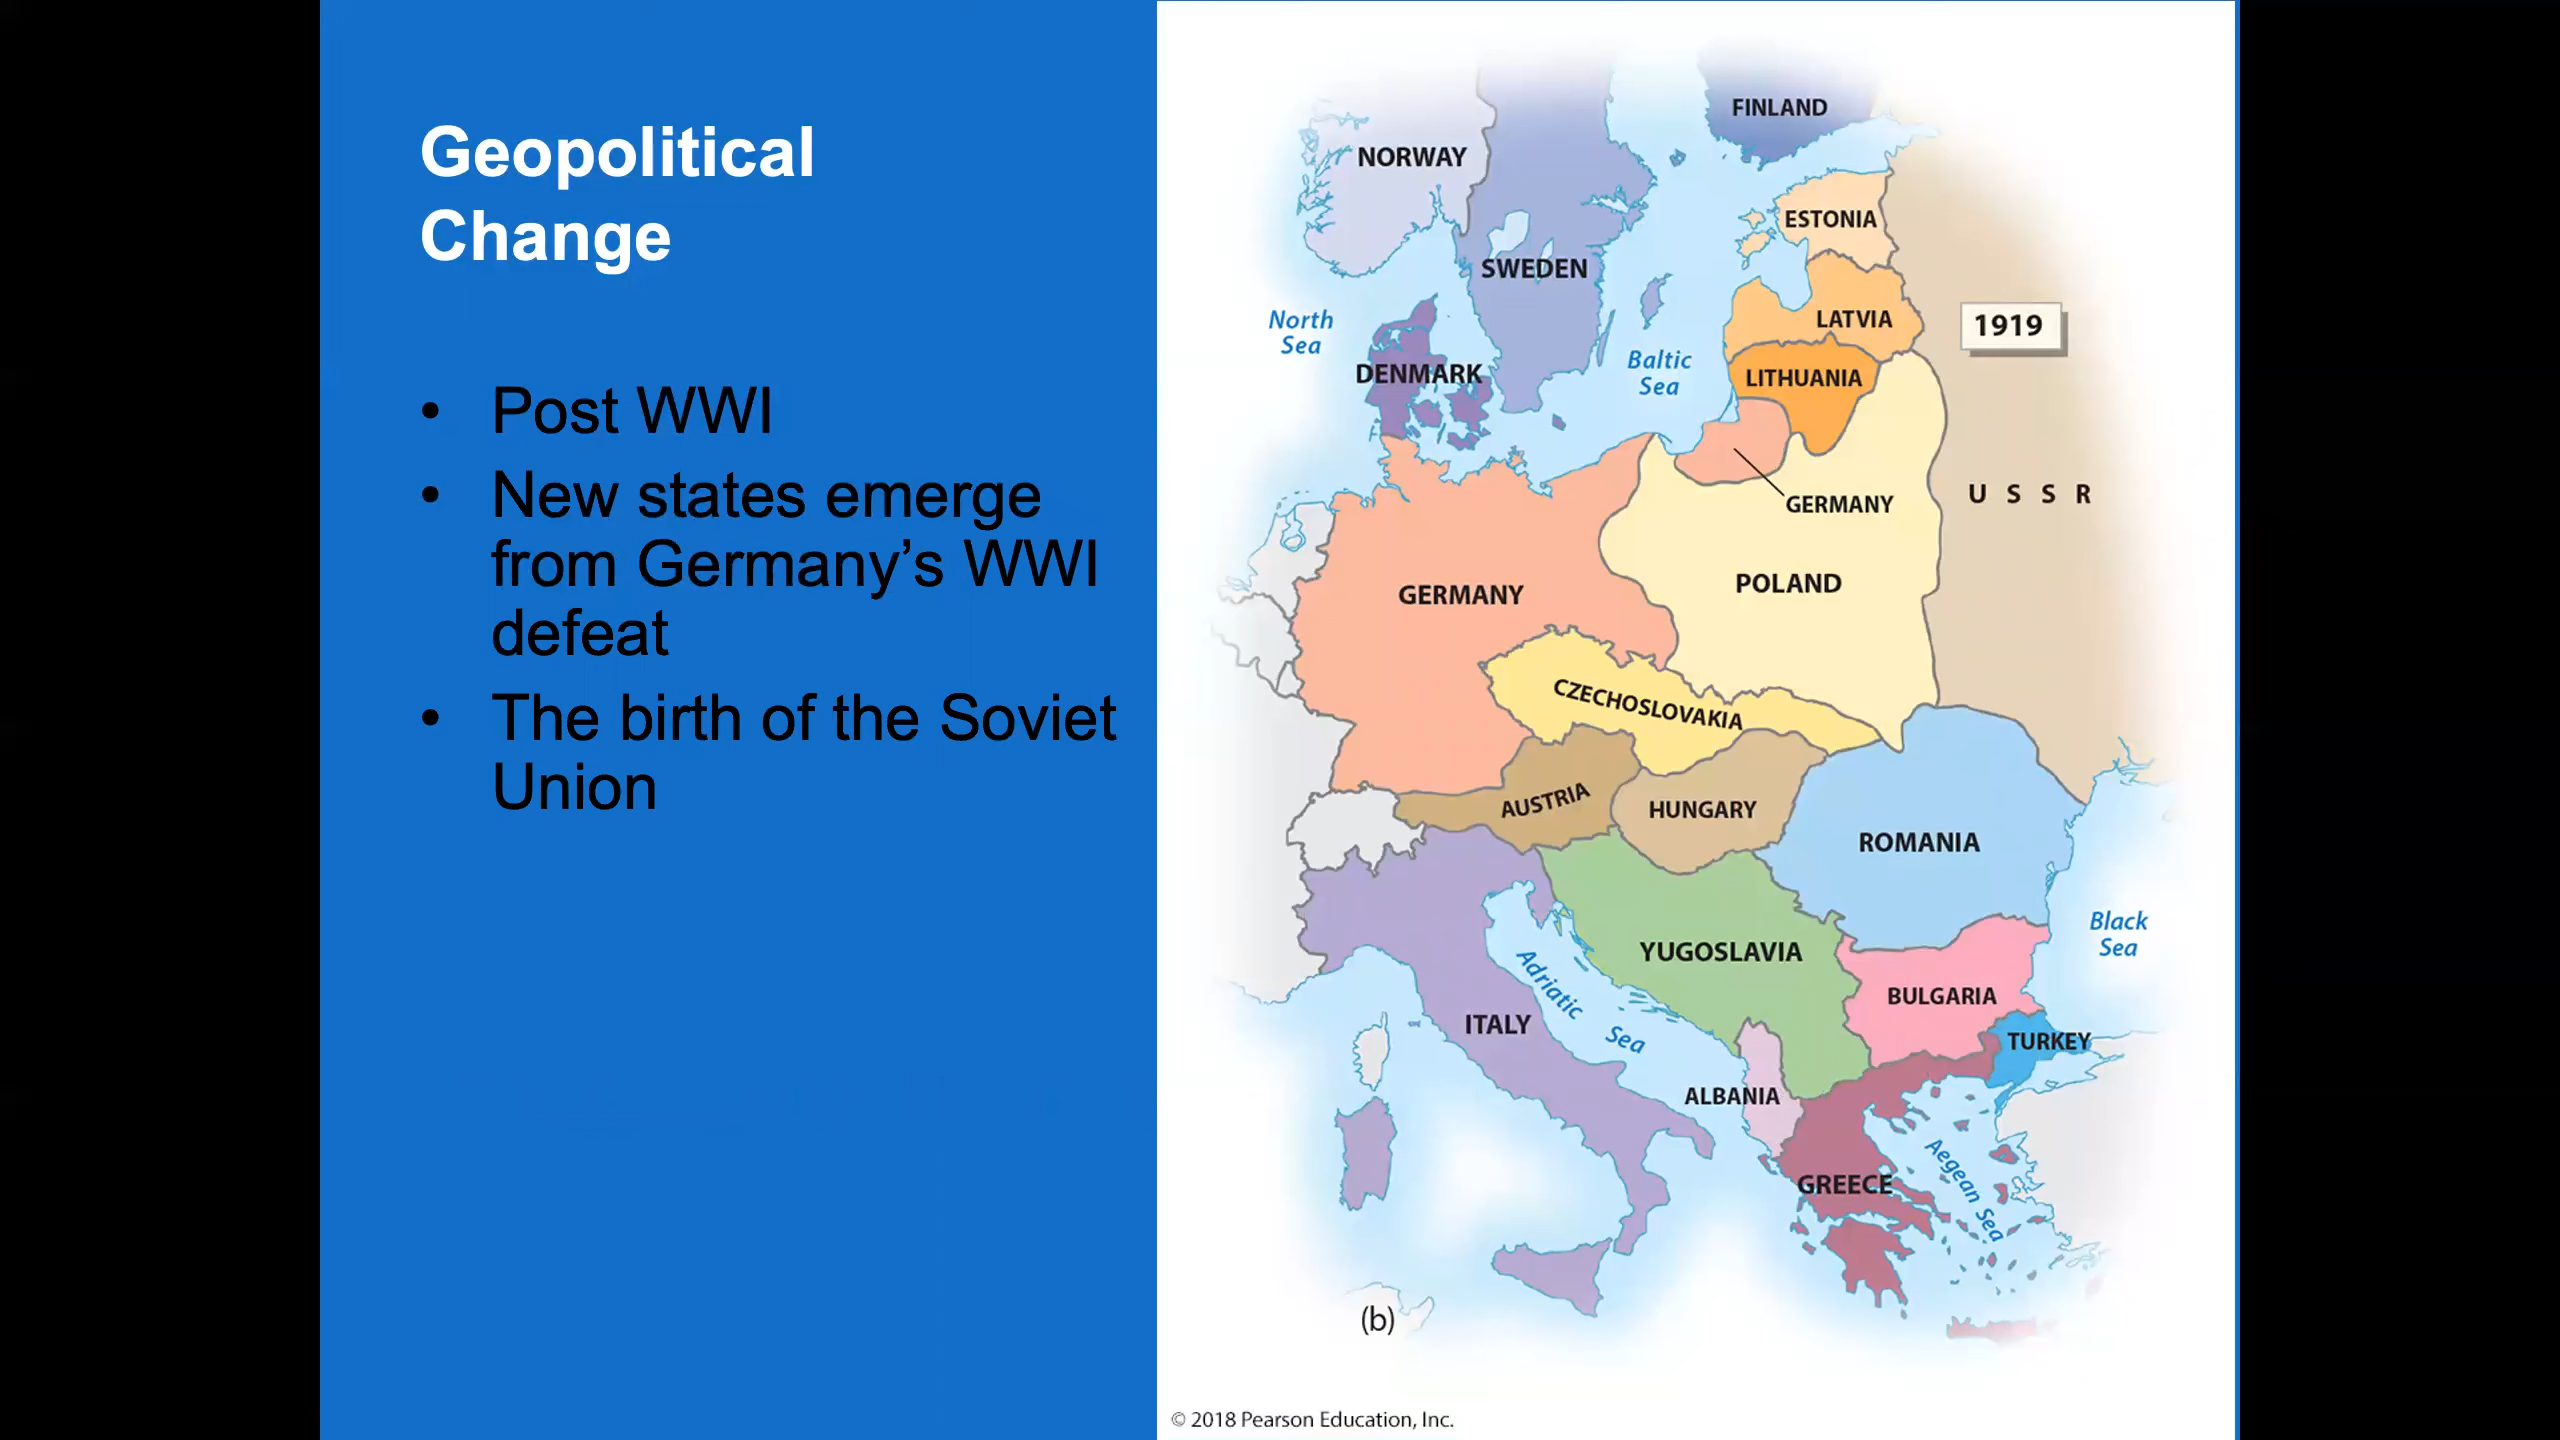 Geopolitical
Change
• Post WWI
• New states emerge
from Germany’s WWI
defeat
• The birth of the Soviet
Union
FINLAND
NORWAY
ESTONIA
SWEDEN
North
Sea
LATVIA
1919
DENMARK
Baltic
Sea
LITHUANIA
U S S R
GERMANY
GERMANY
POLAND
CZECHOSLOVAKIA
AUSTRIA
HUNGARY
ROMANIA
Black
Sea
YUGOSLAVIA
Adriatic
Sea
BULGARIA
ITALY
TURKEY
ALBANIA
Aegean Sea
GREECE
(b)
© 2018 Pearson Education, Inc.